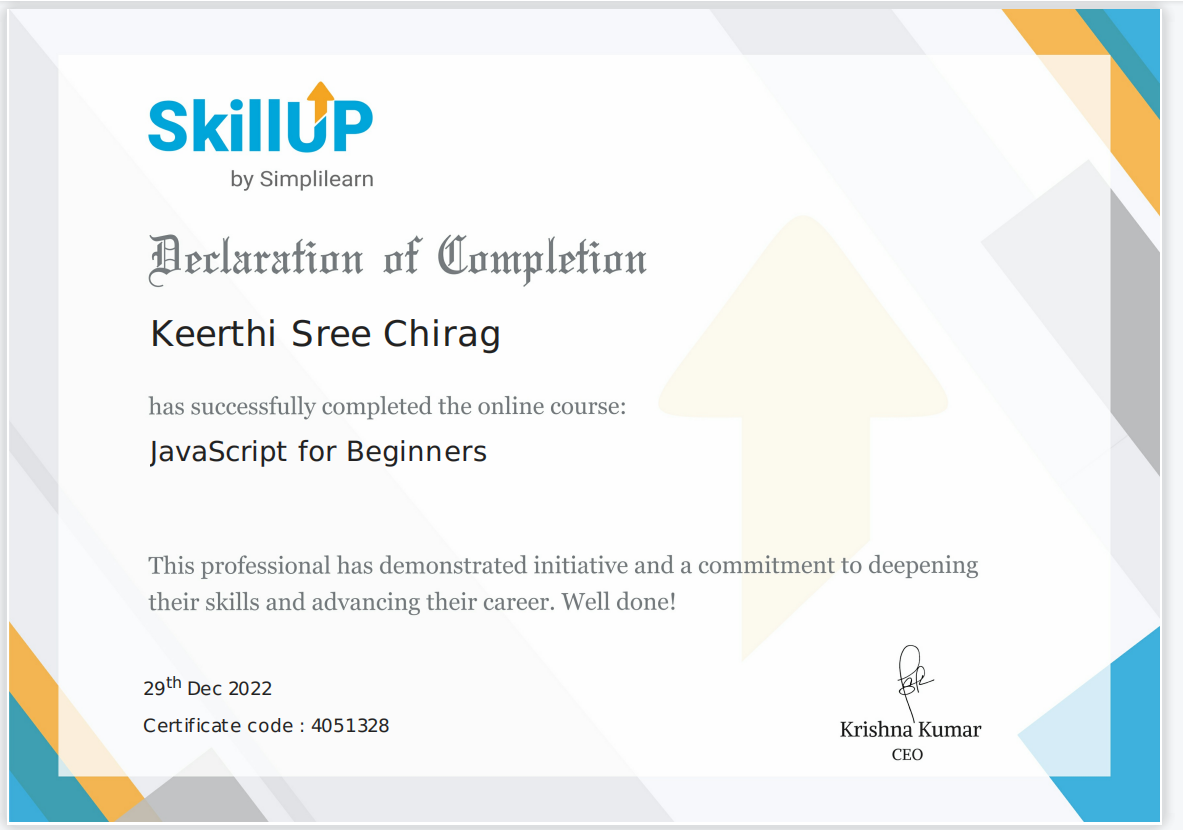 SkillUP
by Simplilearn
Declaration of Completion
Keerthi Sree Chirag
has successfully completed the online course:
JavaScript for Beginners
This professional has demonstrated initiative and a commitment to deepening
their skills and advancing their career. Well done!
29th Dec 2022
Certificate code : 4051328
Krishna Kumar
CEO